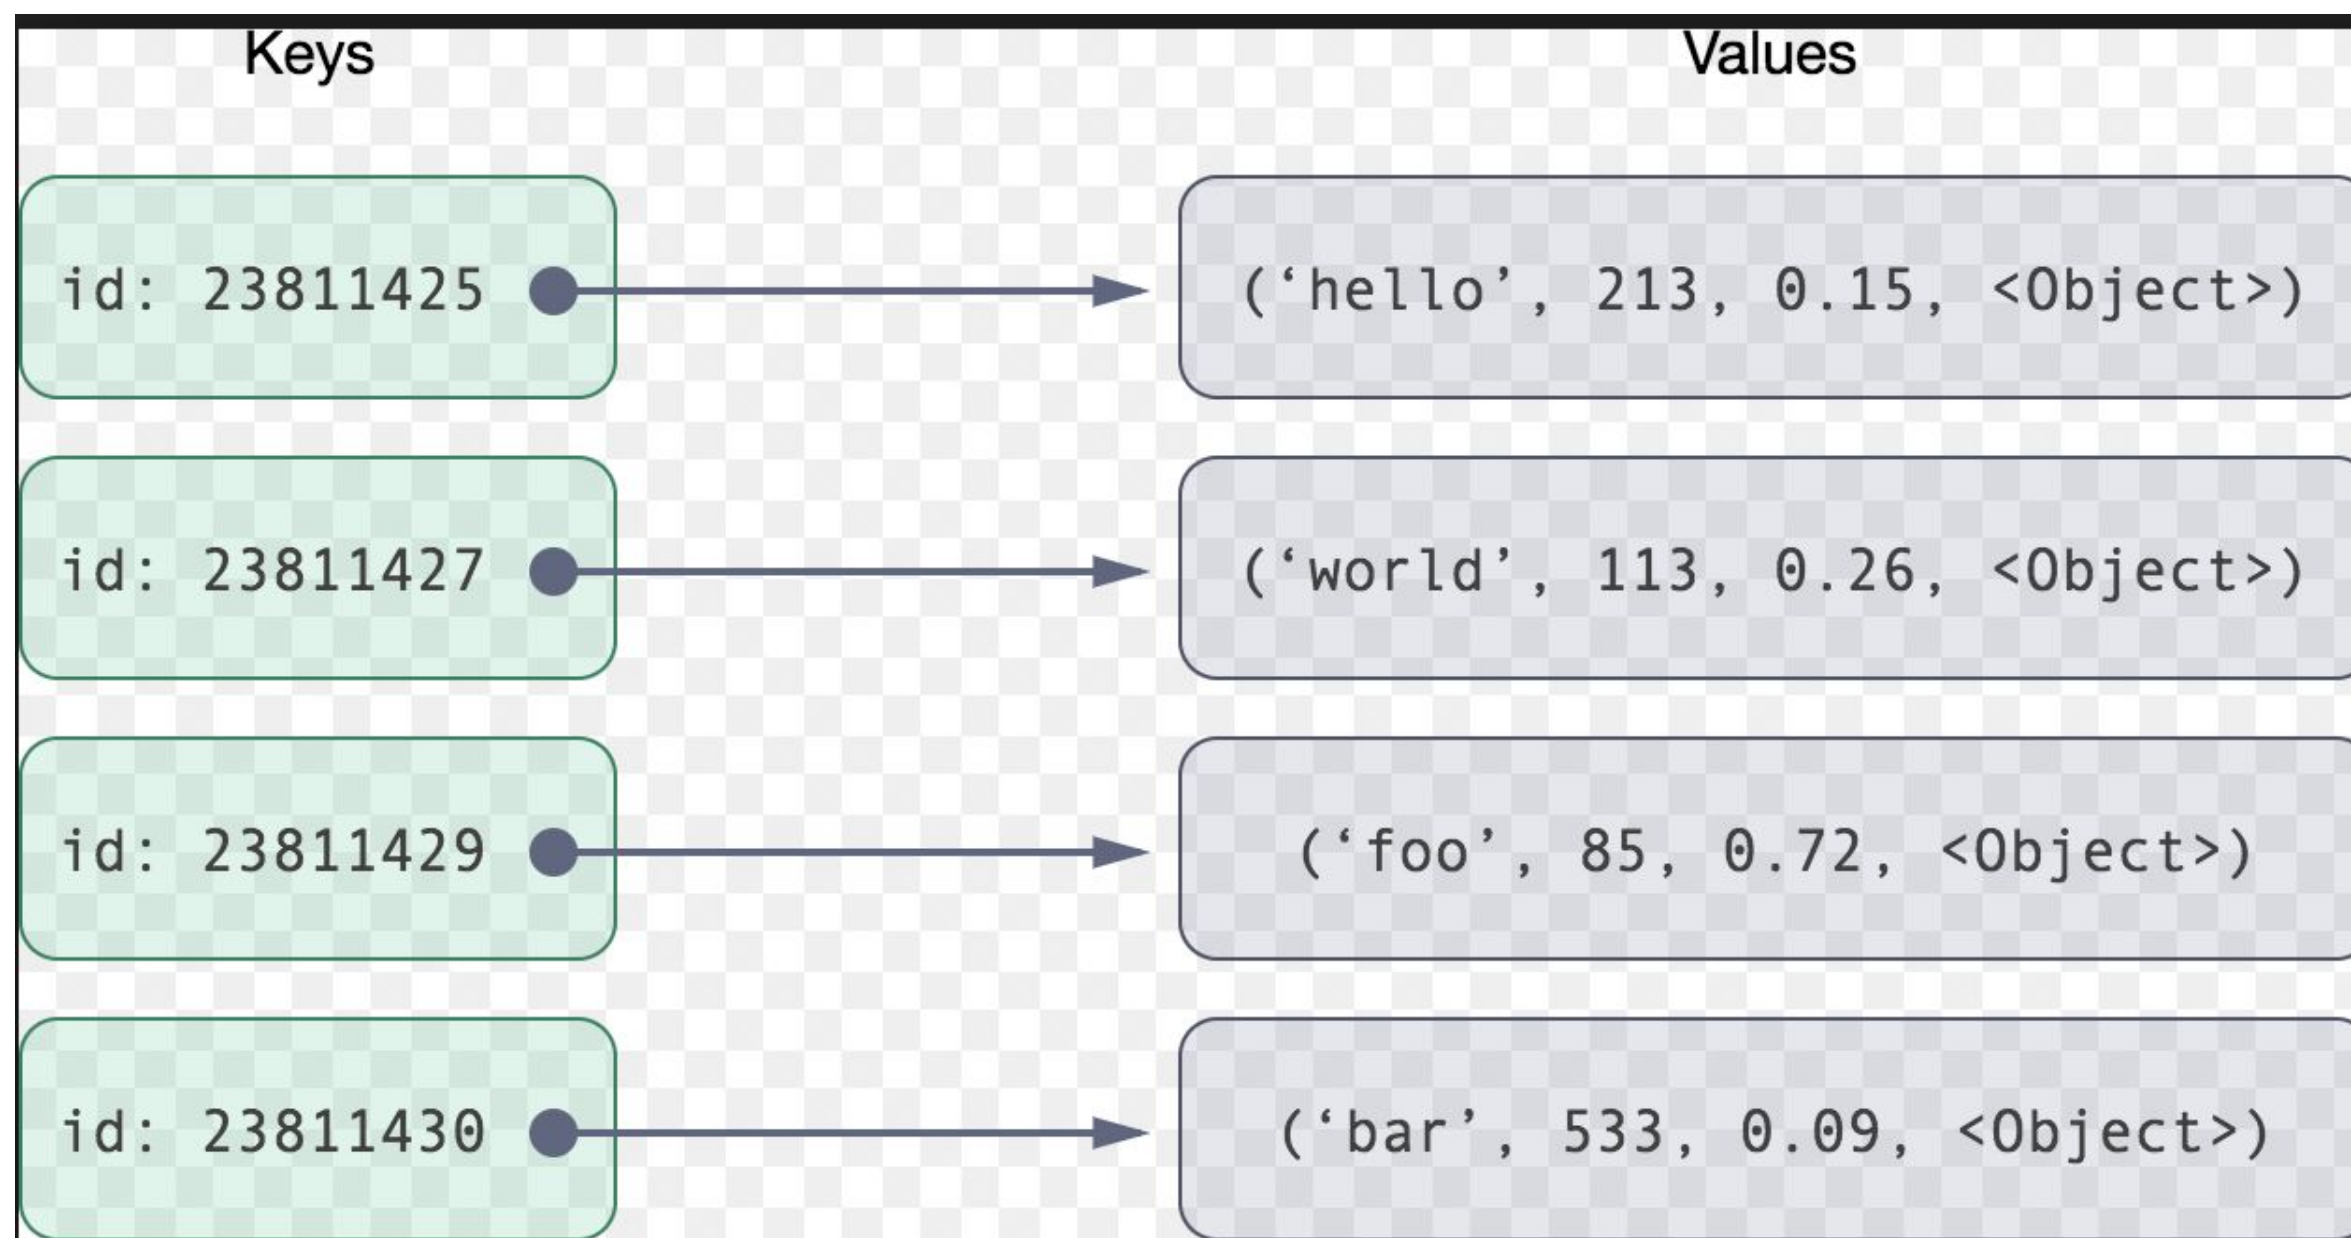 Keys Values
id: 23811425 (‘hello’, 213, 0.15, <Object>)
id: 23811427 (‘world’, 113, 0.26, <Object>)
id: 23811429 (‘foo’, 85, 0.72, <Object>)
id: 23811430 (‘bar’, 533, 0.09, <Object>)